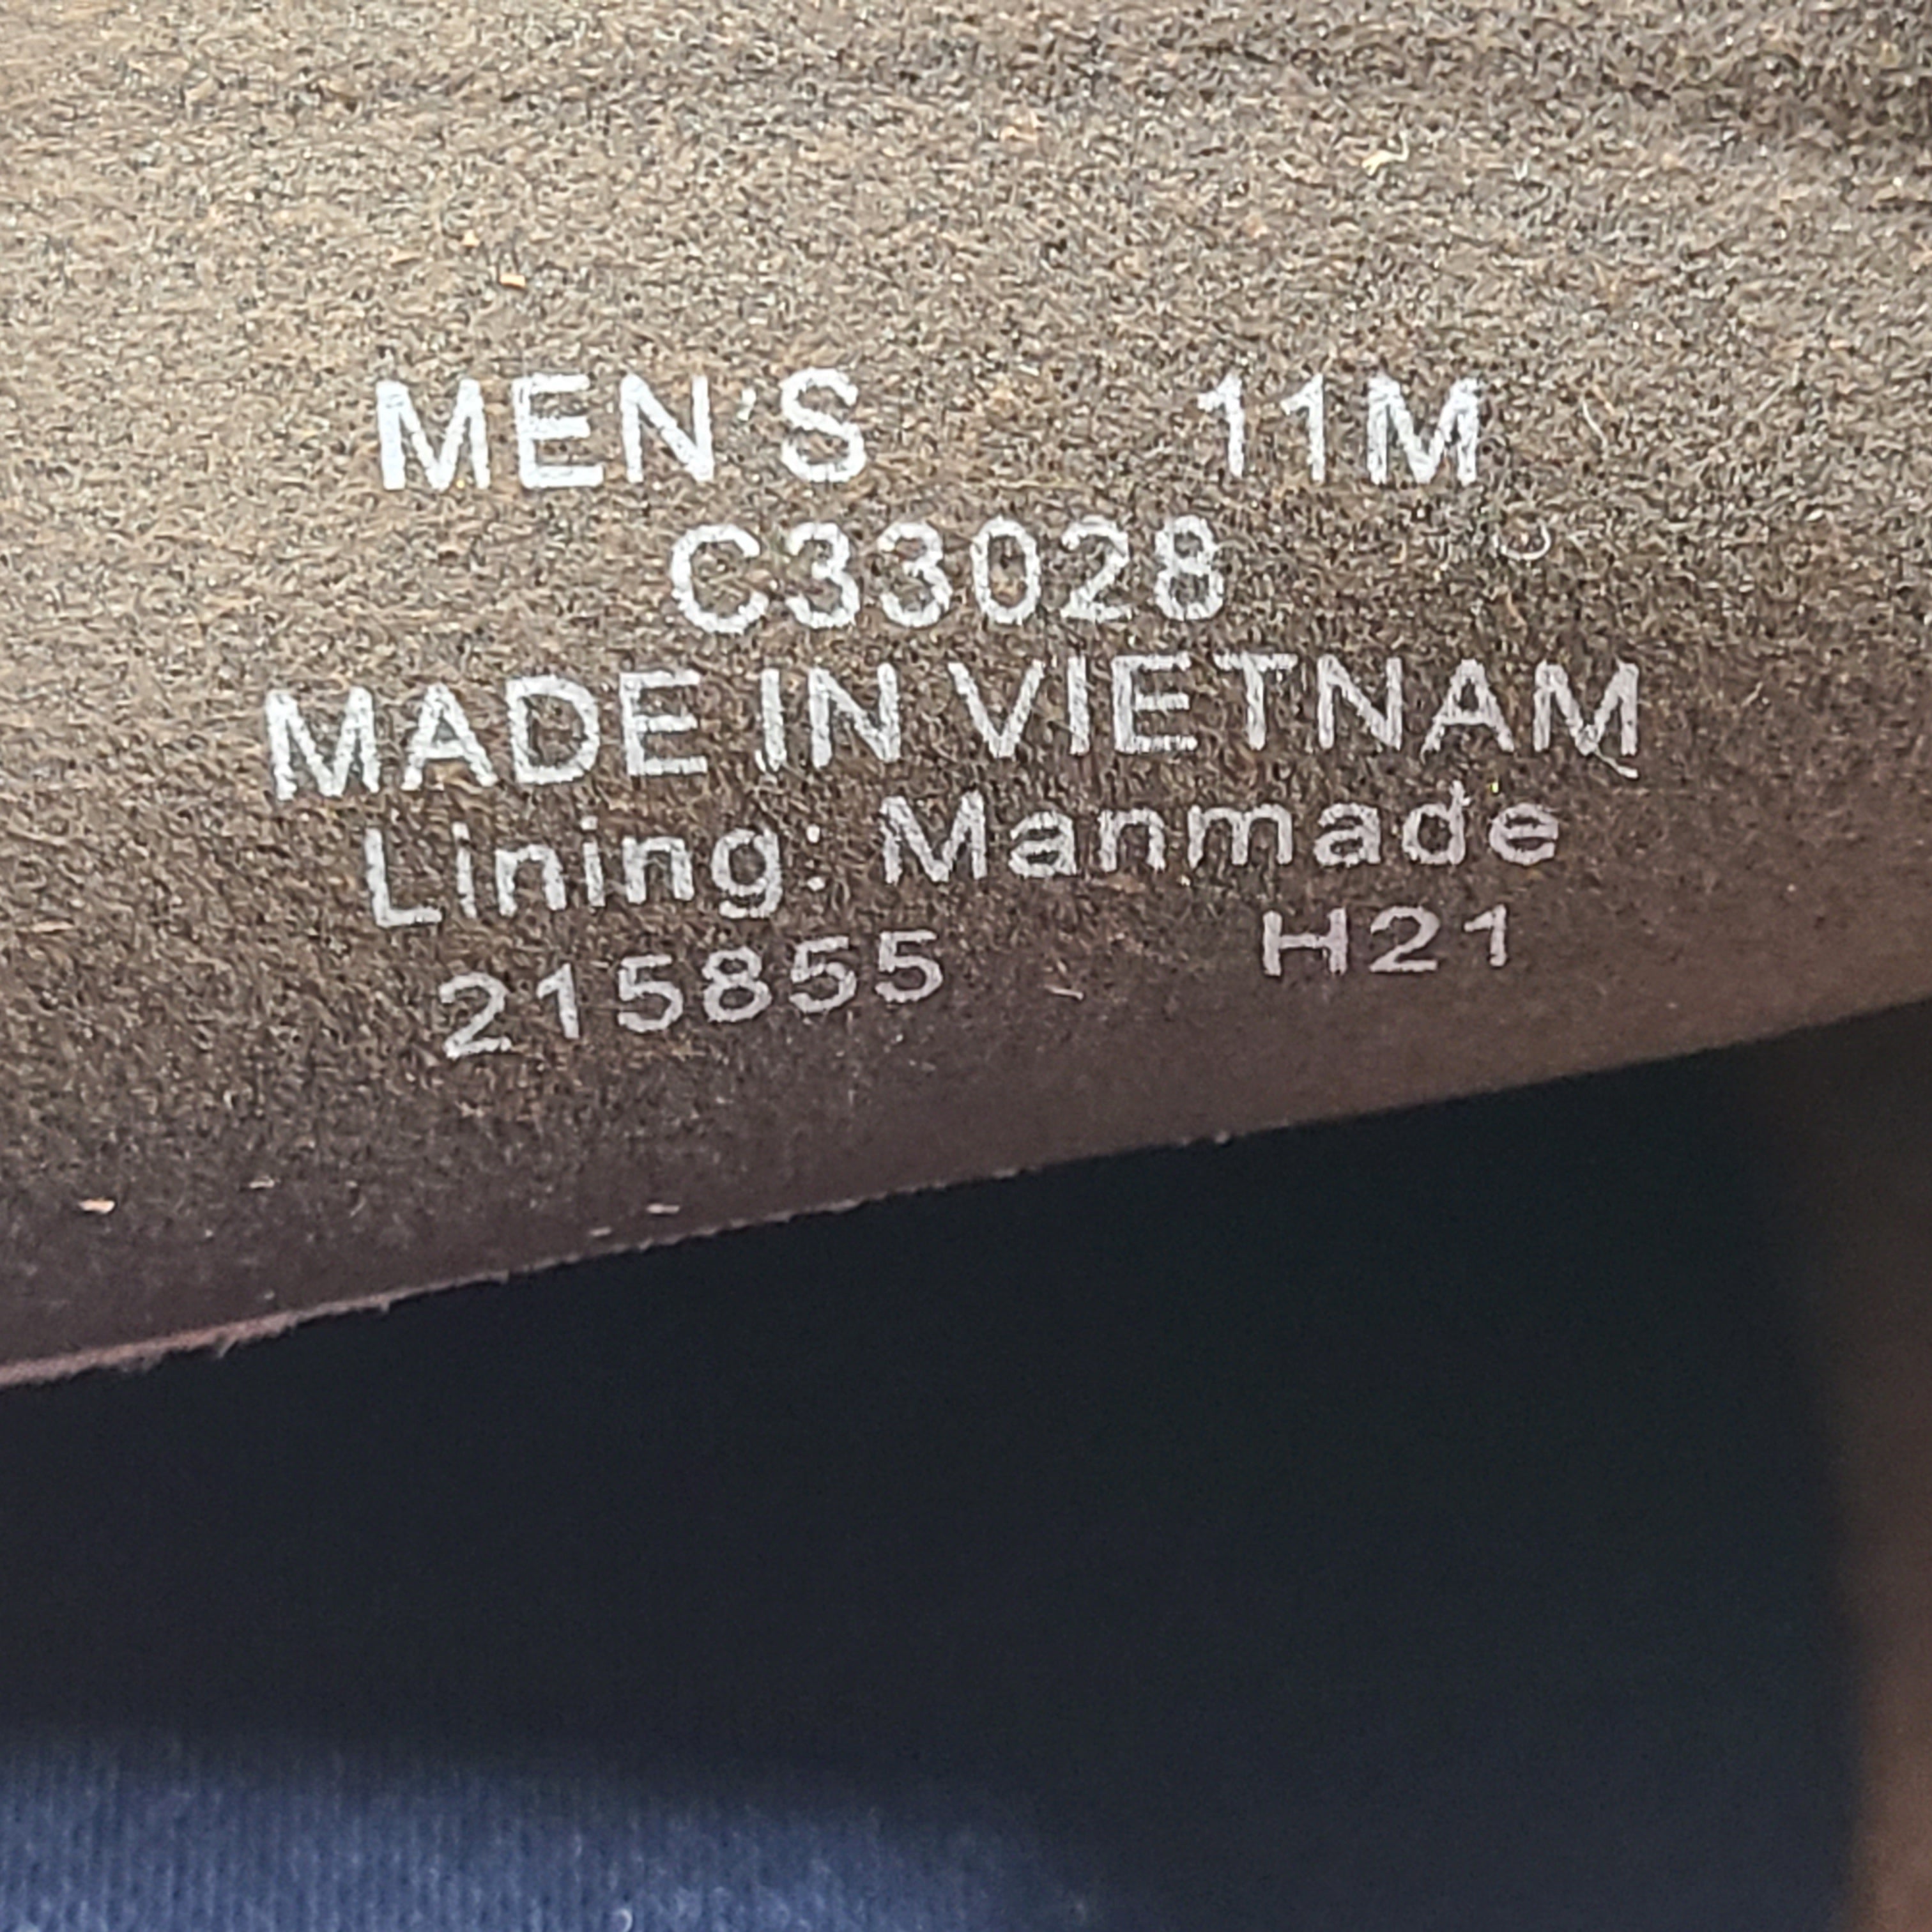 MEN'S 11M
C33028
MADE IN VIETNAM
Lining: Manmade
215855 H21